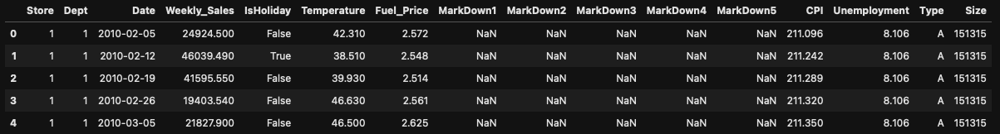 Store Dept Date Weekly_Sales IsHoliday Temperature Fuel_Price MarkDown1 MarkDown2 MarkDown3 MarkDown4 MarkDown5 CPI Unemployment Type Size
0 1 1 2010-02-05 24924.500 False 42.310 2.572 NaN NaN NaN NaN NaN 211.096 8.106 A 151315
1 1 1 2010-02-12 46039.490 True 38.510 2.548 NaN NaN NaN NaN NaN 211.242 8.106 A 151315
2 1 1 2010-02-19 41595.550 False 39.930 2.514 NaN NaN NaN NaN NaN 211.289 8.106 A 151315
3 1 1 2010-02-26 19403.540 False 46.630 2.561 NaN NaN NaN NaN NaN 211.320 8.106 A 151315
4 1 1 2010-03-05 21827.900 False 46.500 2.625 NaN NaN NaN NaN NaN 211.350 8.106 A 151315